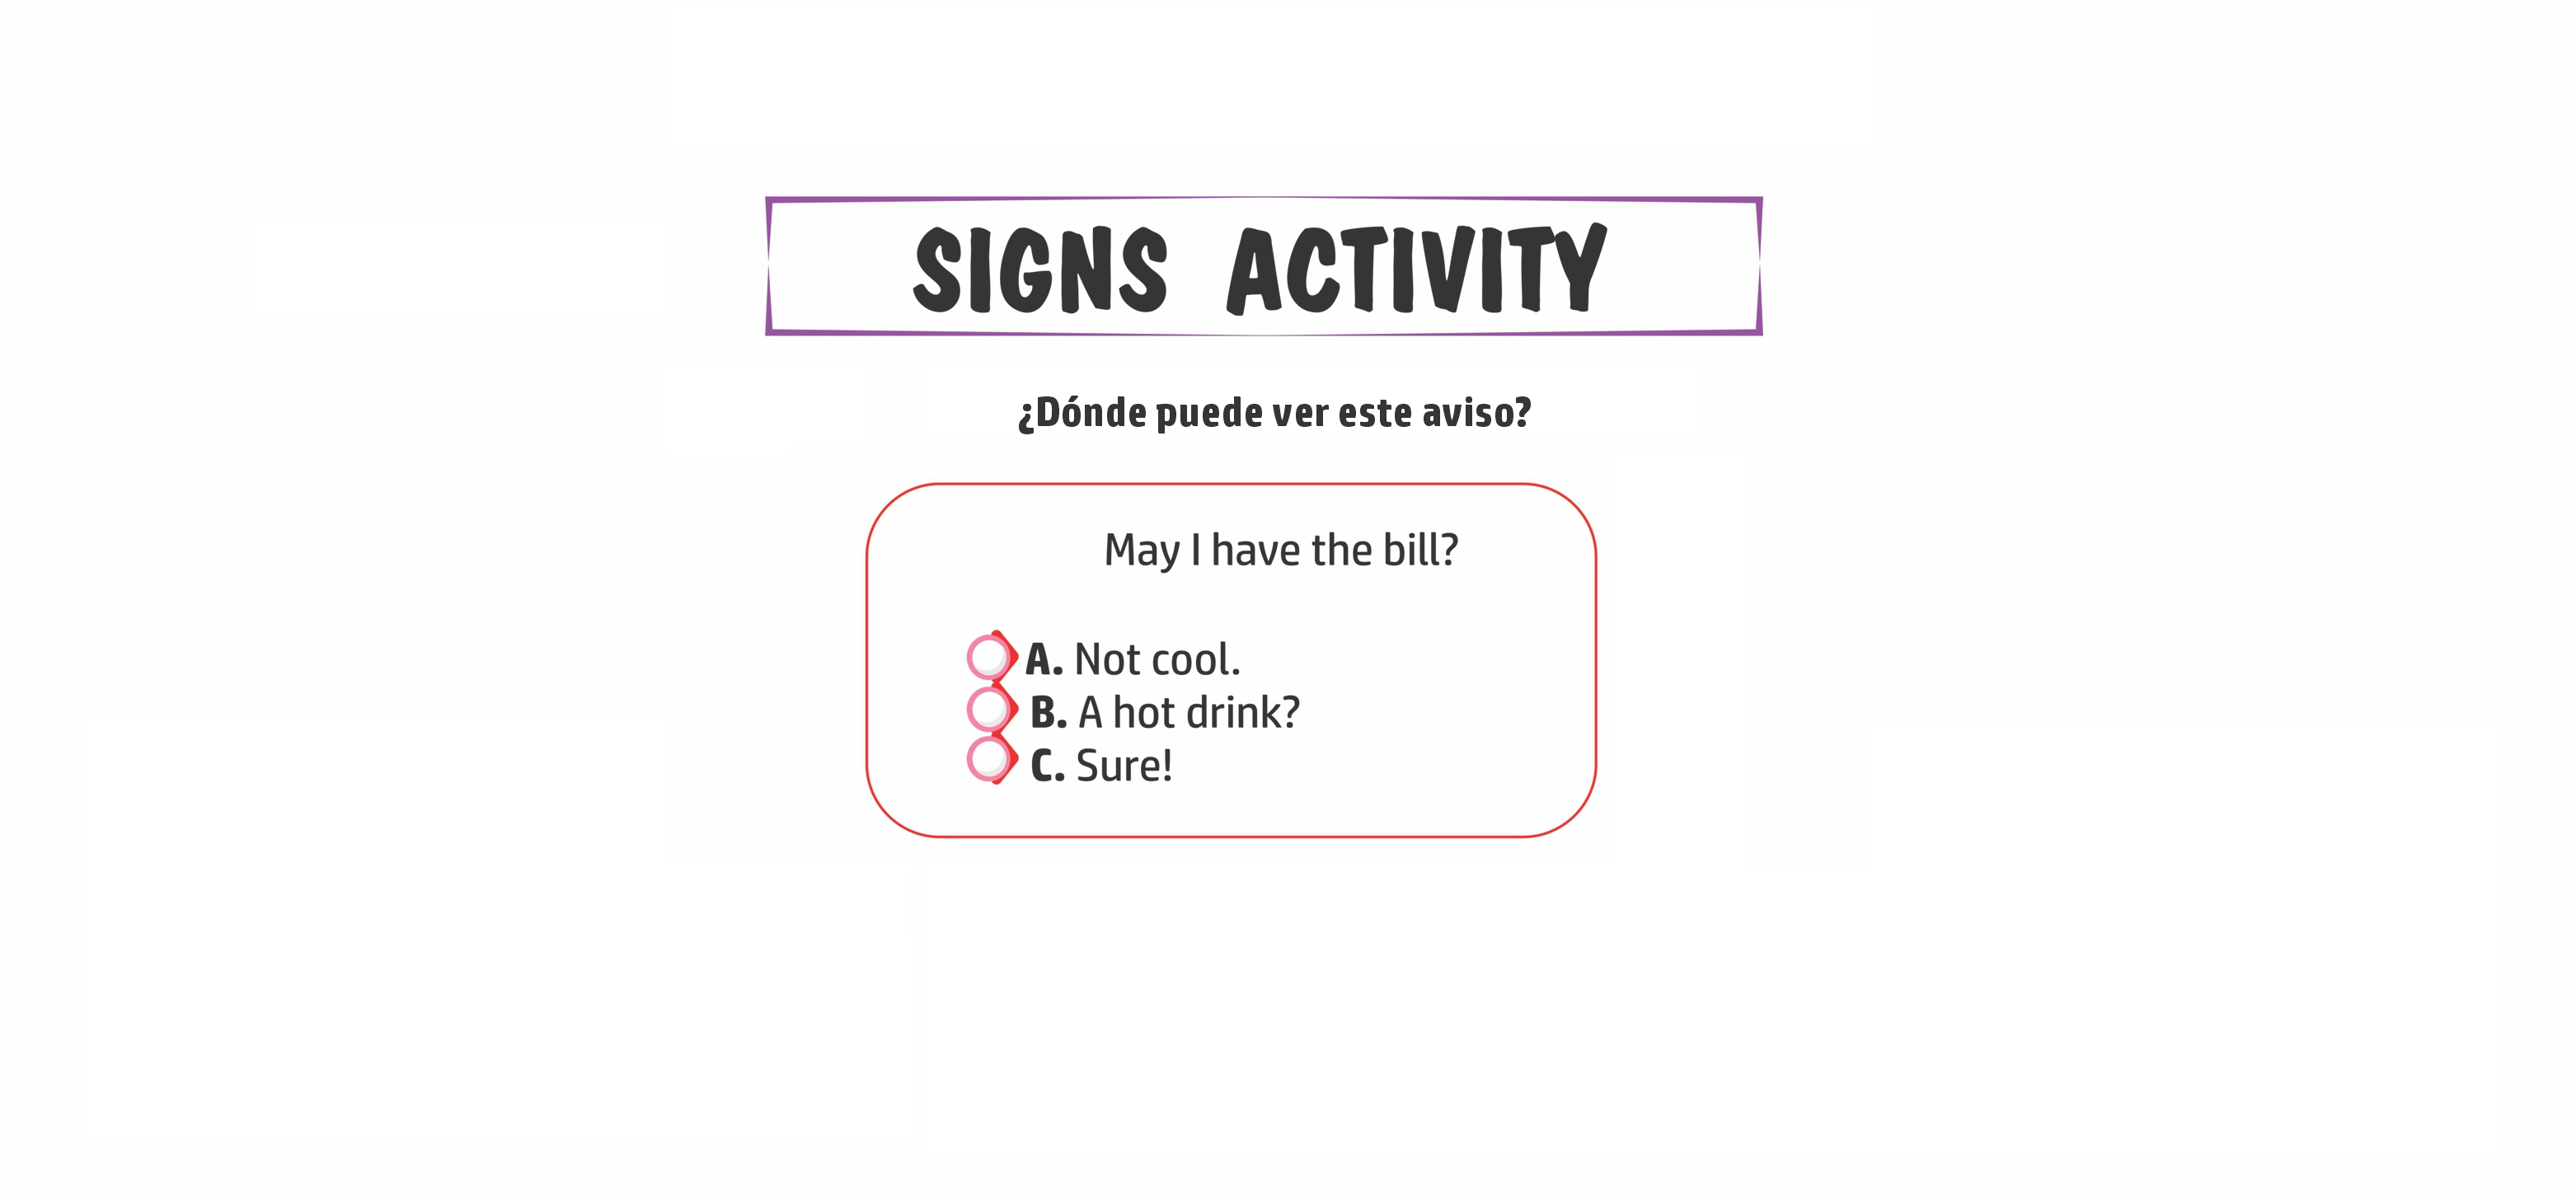 SIGNS ACTIVITY
¿Dónde puede ver este aviso?
May I have the bill?
A. Not cool.
B. A hot drink?
C. Sure!